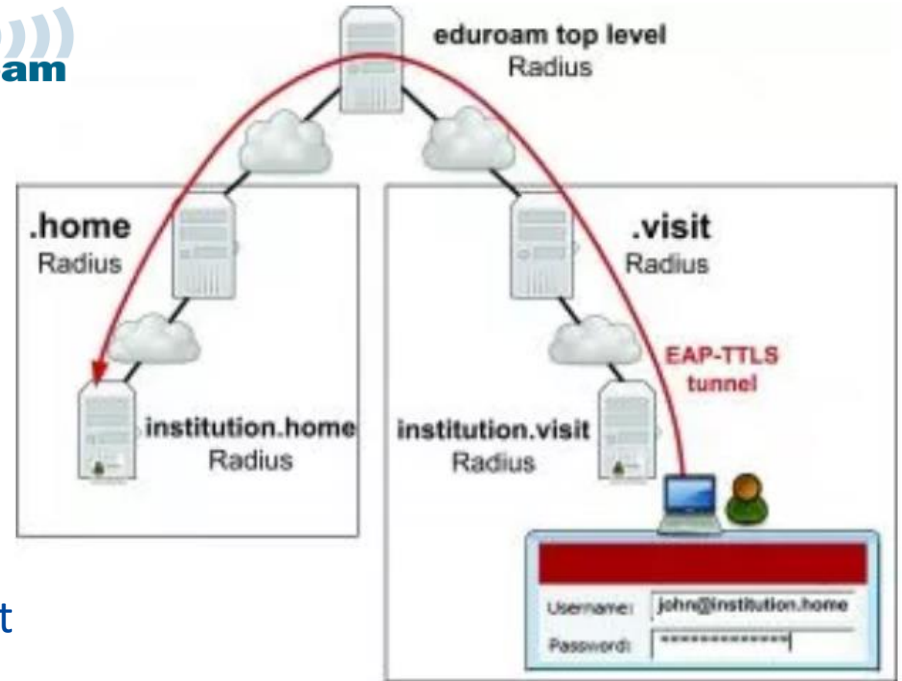 am
eduroam top level
Radius
.home
Radius
.visit
Radius
EAP-TTLS
tunnel
institution.home
Radius
institution.visit
Radius
Username: john@institution.home
Password: *************
t